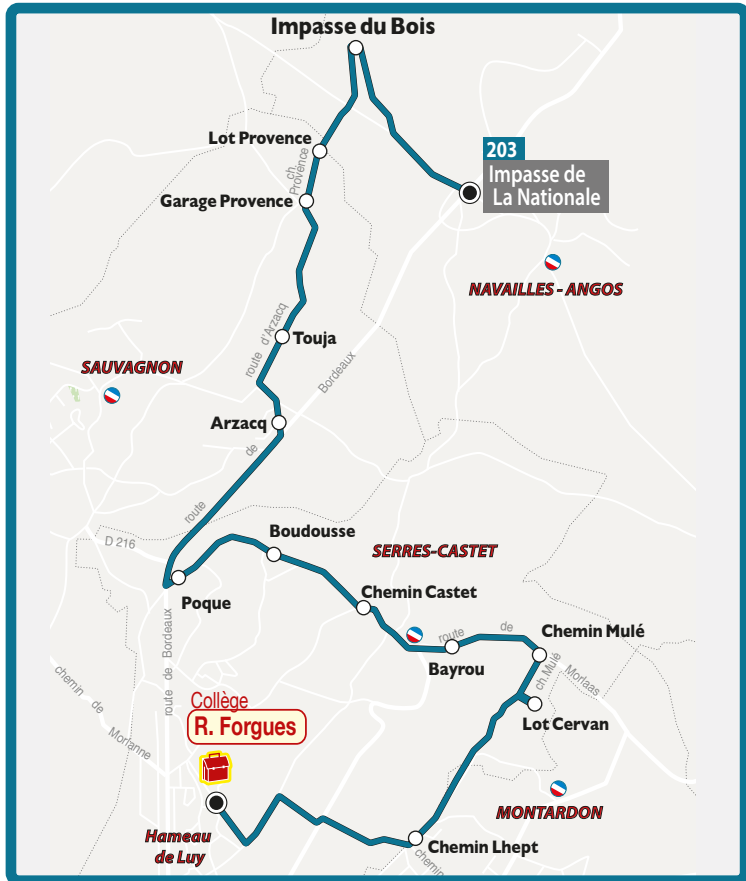 Impasse du Bois
Lot Provence
ch.
Provence
Garage Provence
203
Impasse de
La Nationale
NAVAILLES - ANGOS
Touja
route
d'Arzacq
Bordeaux
SAUVAGNON
Arzacq
de
route
Boudousse
D 216
SERRES-CASTET
Poque
Chemin Castet
route
de
Chemin Mulé
Bayrou
ch.Mulé
Morlaas
route de Bordeaux
chemin
de
Morlanne
Lot Cervan
Collège
R. Forgues
MONTARDON
Hameau
de Luy
Chemin Lhept
chemin